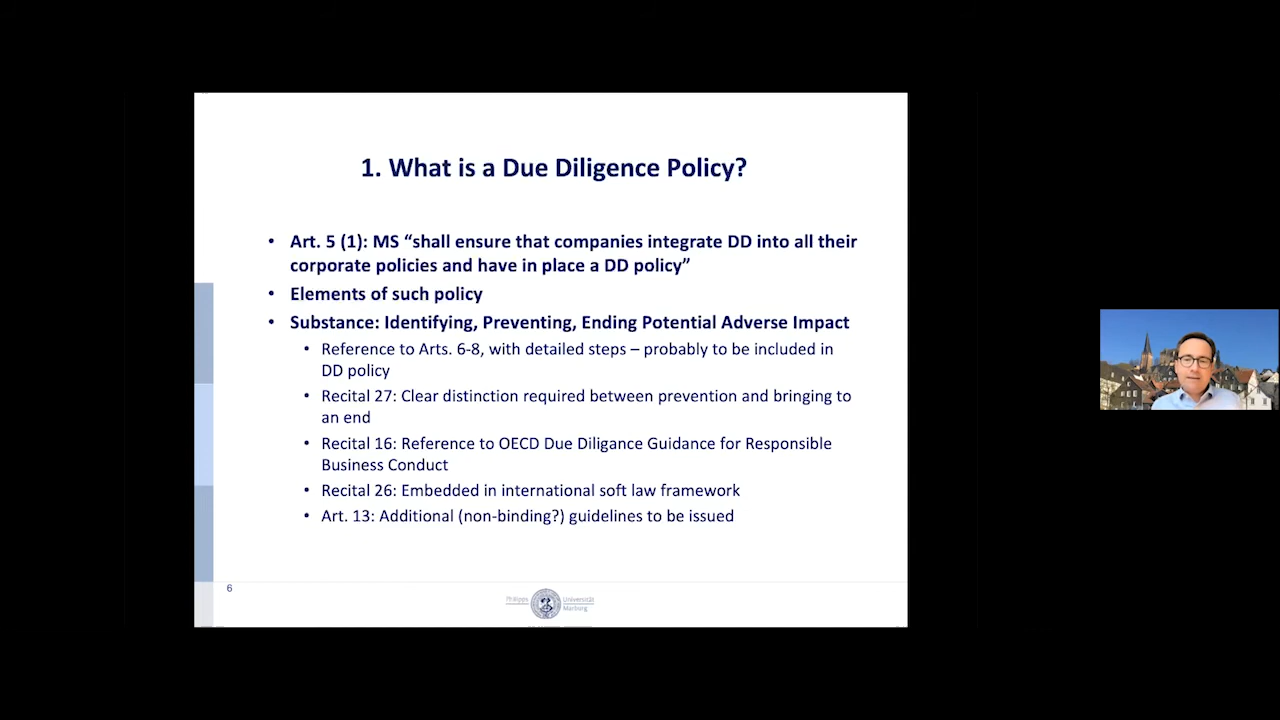 1. What is a Due Diligence Policy?
• Art. 5 (1): MS “shall ensure that companies integrate DD into all their
corporate policies and have in place a DD policy”
• Elements of such policy
• Substance: Identifying, Preventing, Ending Potential Adverse Impact
• Reference to Arts. 6-8, with detailed steps – probably to be included in
DD policy
• Recital 27: Clear distinction required between prevention and bringing to
an end
• Recital 16: Reference to OECD Due Diligance Guidance for Responsible
Business Conduct
• Recital 26: Embedded in international soft law framework
• Art. 13: Additional (non-binding?) guidelines to be issued
6
Philipps Universität
Marburg